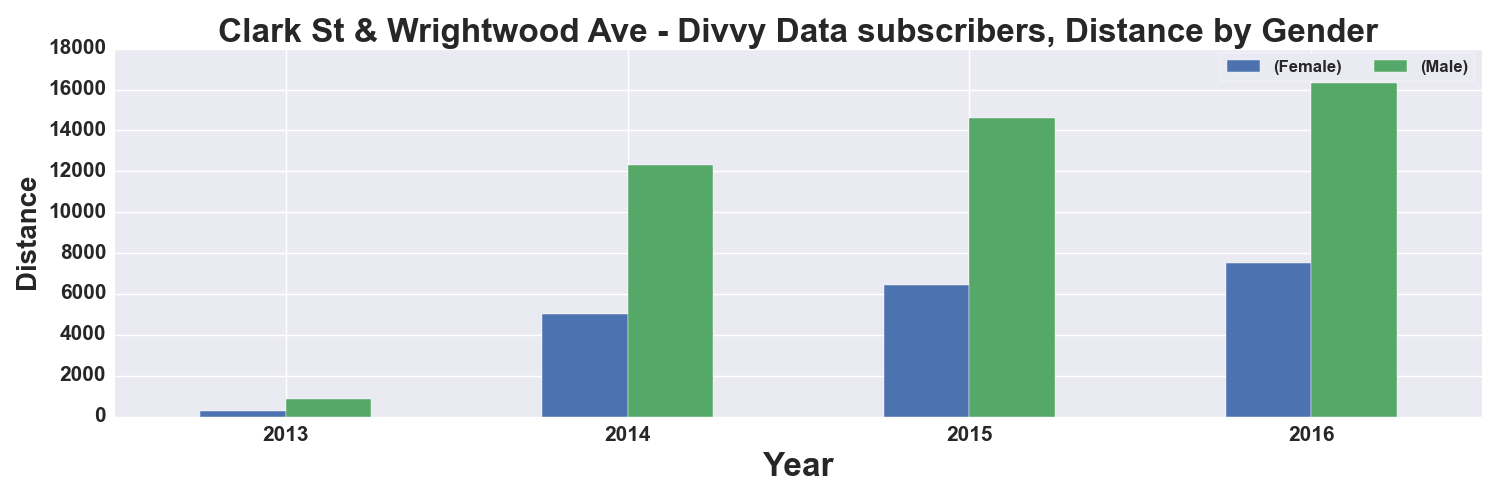 Clark St & Wrightwood Ave - Divvy Data subscribers, Distance by Gender
18000
16000
14000
12000
10000
8000
6000
4000
2000
0
Distance
(Female) (Male)
2013 2014 2015 2016
Year